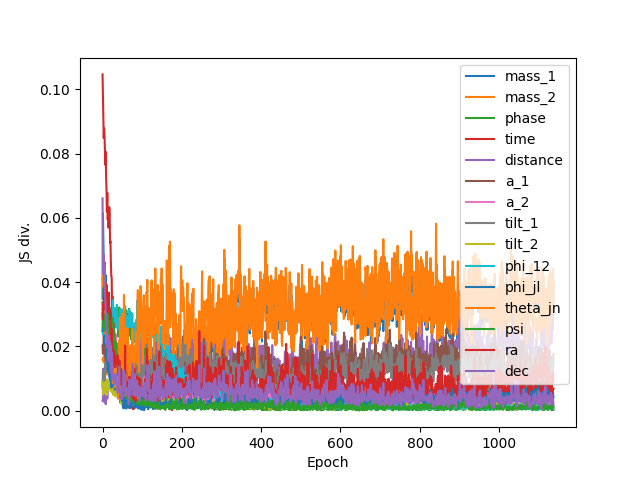 JS div.
0.10
0.08
0.06
0.04
0.02
0.00
0 200 400 600 800 1000
Epoch
mass_1
mass_2
phase
time
distance
a_1
a_2
tilt_1
tilt_2
phi_12
phi_jl
theta_jn
psi
ra
dec